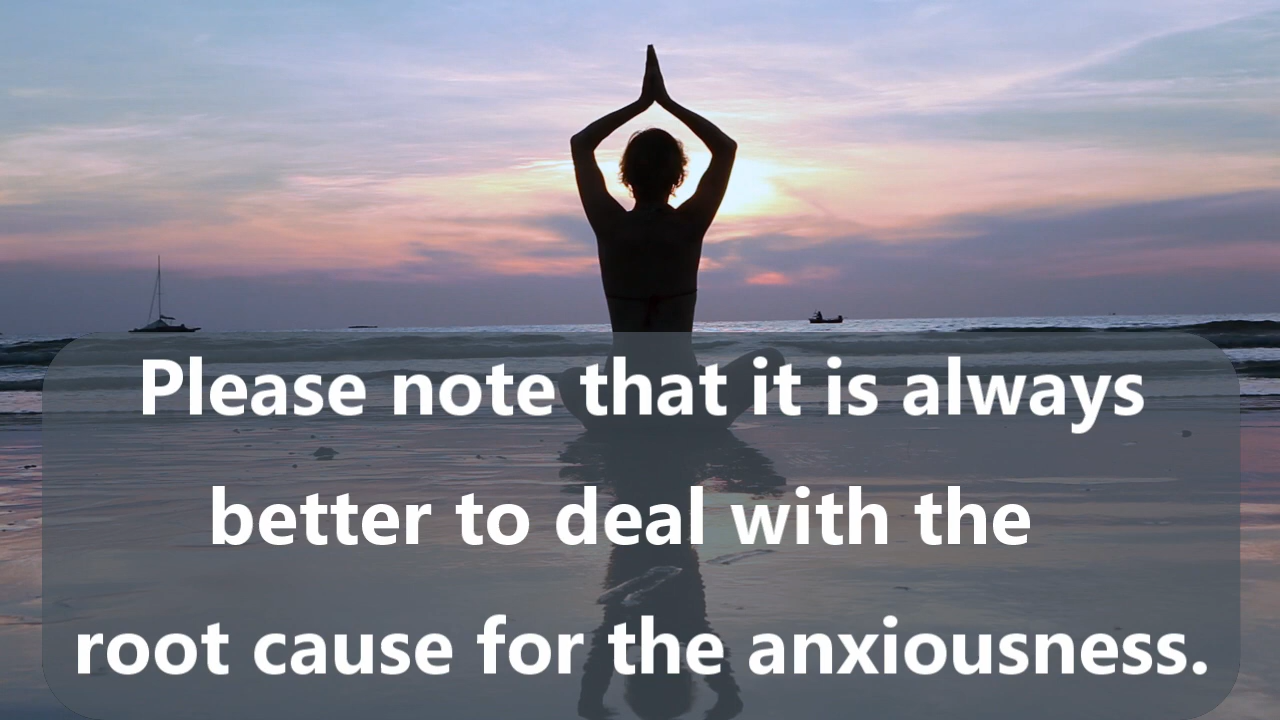 Please note that it is always
better to deal with the
root cause for the anxiousness.